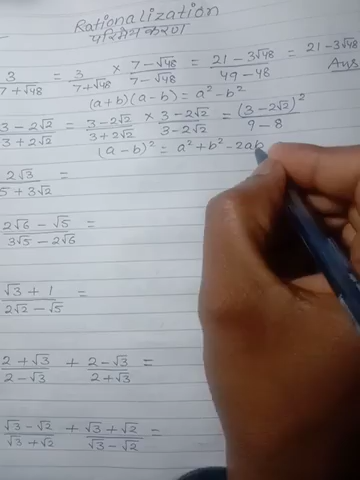 Rationalization
परिमेयकरण
3/(7+√48) = 3/(7+√48) × (7-√48)/(7-√48) = (21-3√48)/(49-48) = 21-3√48
Ans
(a+b)(a-b) = a²-b²
(3-2√2)/(3+2√2) = (3-2√2)/(3+2√2) × (3-2√2)/(3-2√2) = (3-2√2)²/(9-8)
(a-b)² = a²+b²-2ab
2√3/(5+3√2) =
(2√6-√5)/(3√5-2√6) =
(√3+1)/(2√2-√5) =
(2+√3)/(2-√3) + (2-√3)/(2+√3) =
(√3-√2)/(√3+√2) + (√3+√2)/(√3-√2) =